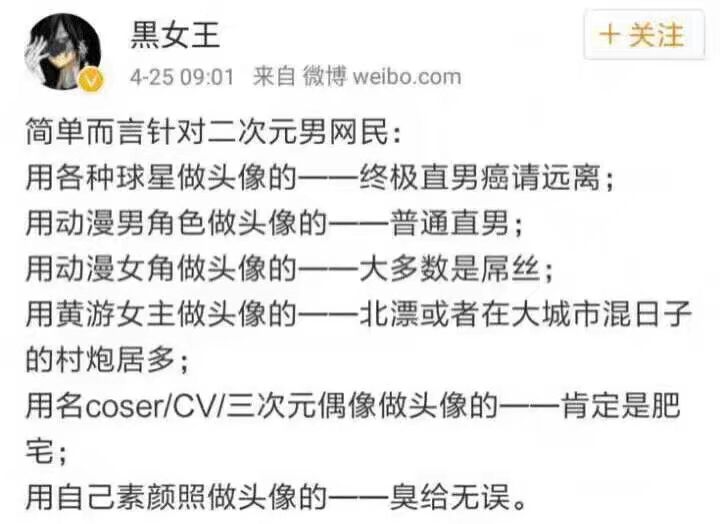 黒女王
＋关注
4-25 09:01 来自 微博 weibo.com
简单而言针对二次元男网民：
用各种球星做头像的——终极直男癌请远离；
用动漫男角色做头像的——普通直男；
用动漫女角做头像的——大多数是屌丝；
用黄游女主做头像的——北漂或者在大城市混日子
的村炮居多；
用名coser/CV/三次元偶像做头像的——肯定是肥
宅；
用自己素颜照做头像的——臭给无误。